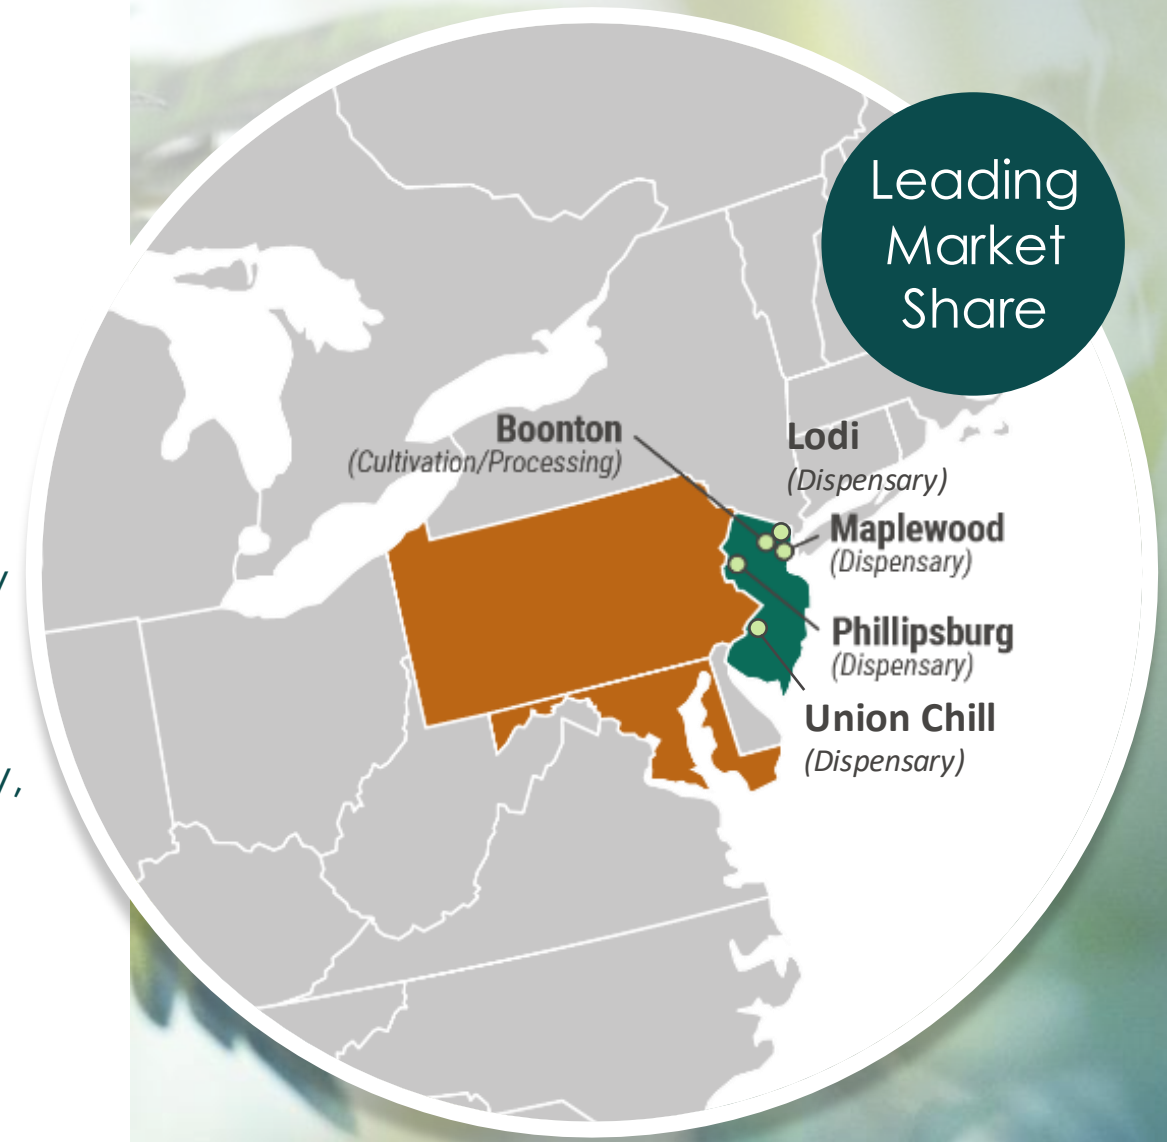 Leading
Market
Share
Boonton
(Cultivation/Processing)
Lodi
(Dispensary)
Maplewood
(Dispensary)
Phillipsburg
(Dispensary)
Union Chill
(Dispensary)